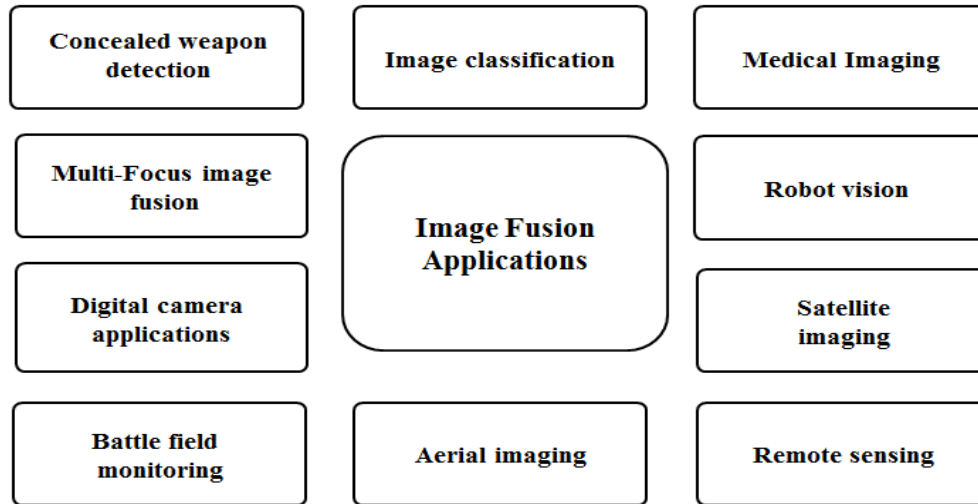 Concealed weapon
detection
Image classification
Medical Imaging
Multi-Focus image
fusion
Image Fusion
Applications
Robot vision
Digital camera
applications
Satellite
imaging
Battle field
monitoring
Aerial imaging
Remote sensing